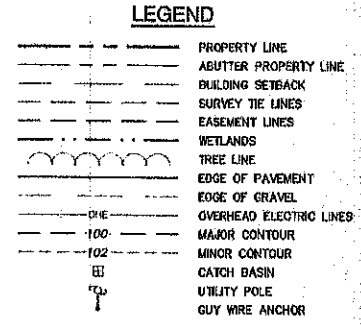 LEGEND
PROPERTY LINE
ABUTTER PROPERTY LINE
BUILDING SETBACK
SURVEY TIE LINES
EASEMENT LINES
WETLANDS
TREE LINE
EDGE OF PAVEMENT
EDGE OF GRAVEL
OHE OVERHEAD ELECTRIC LINES
100 MAJOR CONTOUR
102 MINOR CONTOUR
CATCH BASIN
UTILITY POLE
GUY WIRE ANCHOR